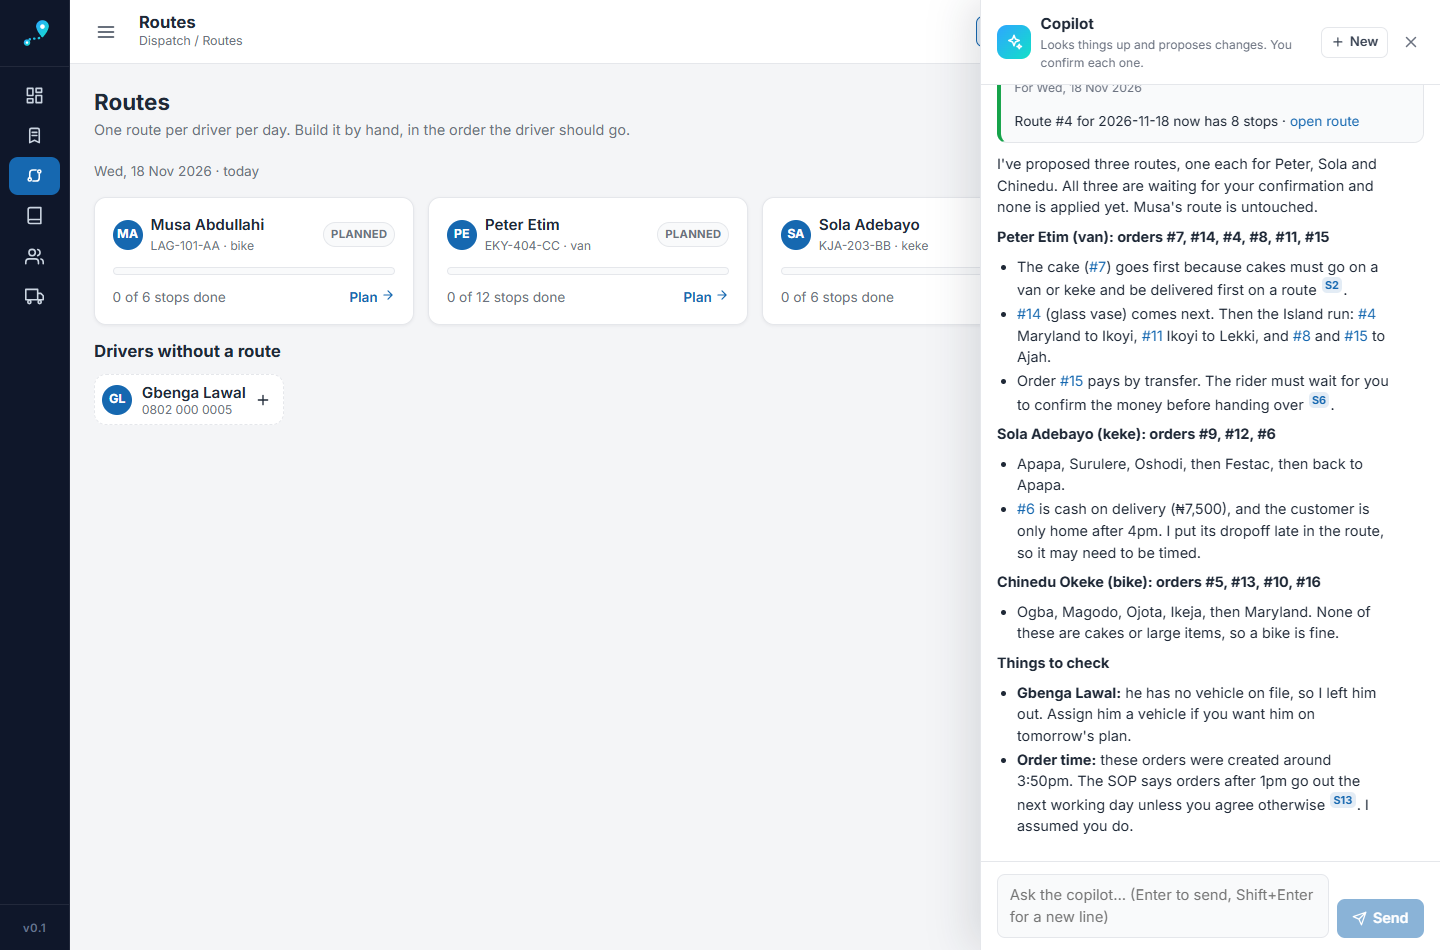 Routes
Dispatch / Routes
Routes
One route per driver per day. Build it by hand, in the order the driver should go.
Wed, 18 Nov 2026 · today
MA
Musa Abdullahi
LAG-101-AA · bike
PLANNED
0 of 6 stops done
Plan →
PE
Peter Etim
EKY-404-CC · van
PLANNED
0 of 12 stops done
Plan →
SA
Sola Adebayo
KJA-203-BB · keke
0 of 6 stops done
Drivers without a route
GL
Gbenga Lawal
0802 000 0005
+
v0.1
Copilot
Looks things up and proposes changes. You
confirm each one.
+ New
For Wed, 18 Nov 2026
Route #4 for 2026-11-18 now has 8 stops · open route
I've proposed three routes, one each for Peter, Sola and
Chinedu. All three are waiting for your confirmation and
none is applied yet. Musa's route is untouched.
Peter Etim (van): orders #7, #14, #4, #8, #11, #15
• The cake (#7) goes first because cakes must go on a
van or keke and be delivered first on a route S2 .
• #14 (glass vase) comes next. Then the Island run: #4
Maryland to Ikoyi, #11 Ikoyi to Lekki, and #8 and #15 to
Ajah.
• Order #15 pays by transfer. The rider must wait for you
to confirm the money before handing over S6 .
Sola Adebayo (keke): orders #9, #12, #6
• Apapa, Surulere, Oshodi, then Festac, then back to
Apapa.
• #6 is cash on delivery (₦7,500), and the customer is
only home after 4pm. I put its dropoff late in the route,
so it may need to be timed.
Chinedu Okeke (bike): orders #5, #13, #10, #16
• Ogba, Magodo, Ojota, Ikeja, then Maryland. None of
these are cakes or large items, so a bike is fine.
Things to check
• Gbenga Lawal: he has no vehicle on file, so I left him
out. Assign him a vehicle if you want him on
tomorrow's plan.
• Order time: these orders were created around
3:50pm. The SOP says orders after 1pm go out the
next working day unless you agree otherwise S13 . I
assumed you do.
Ask the copilot... (Enter to send, Shift+Enter
for a new line)
Send